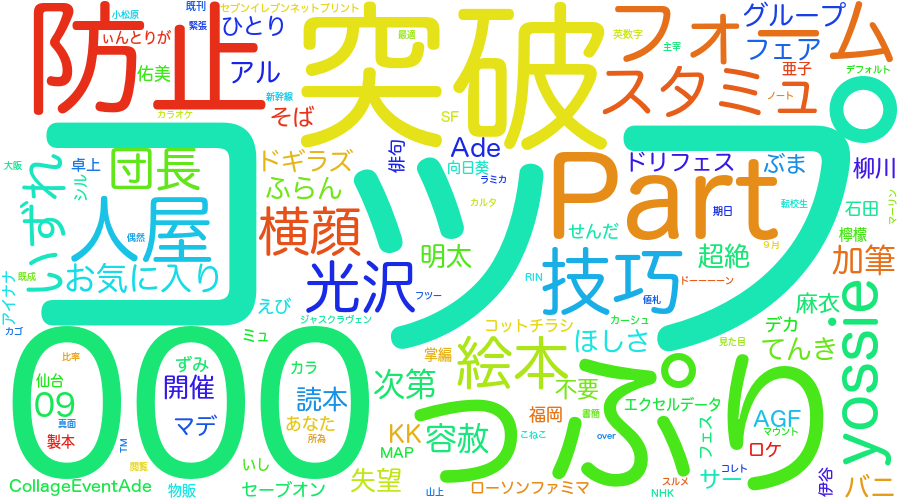 小松原
既刊
セブンイレブンネットプリント
グループ
防止
突破
フォーム
緊張
ひとり
いんとりが
最適
英数字
主宰
フェア
佑美
アル
亜子
デフォルト
新幹線
スタミュ
ノート
カラオケ
そば
SF
コップ
Part
大阪
いずれ
卓上
団長
ドギラズ
俳句
Ade
向日葵
ドリフェス
ぶま
柳川
シル
ふらん
ラミカ
カルタ
転校生
マーリン
人屋
偶然
横顔
せんだ
期日
石田
檸檬
お気に入り
明太
超絶
9月
加筆
アイナナ
既成
光沢
フツー
RIN
技巧
ドーーーーン
値札
麻衣
カゴ
えび
ジャスクラヴェン
コットチラシ
カーシュ
デカ
yossie
ミュ
掌編
ほしさ
見た目
てんき
000
比率
ずみ
カラ
絵本
っぷり
仙台
開催
次第
不要
09
読本
エクセルデータ
真面
マデ
あなた
福岡
書簡
AGF
マウント
製本
TM
所為
KK
容赦
こねこ
over
フェス
ロケ
MAP
閲覧
いし
失望
サー
コレト
伊谷
バニ
CollageEventAde
物販
セーブオン
山上
ローソンファミマ
NHK
スルメ